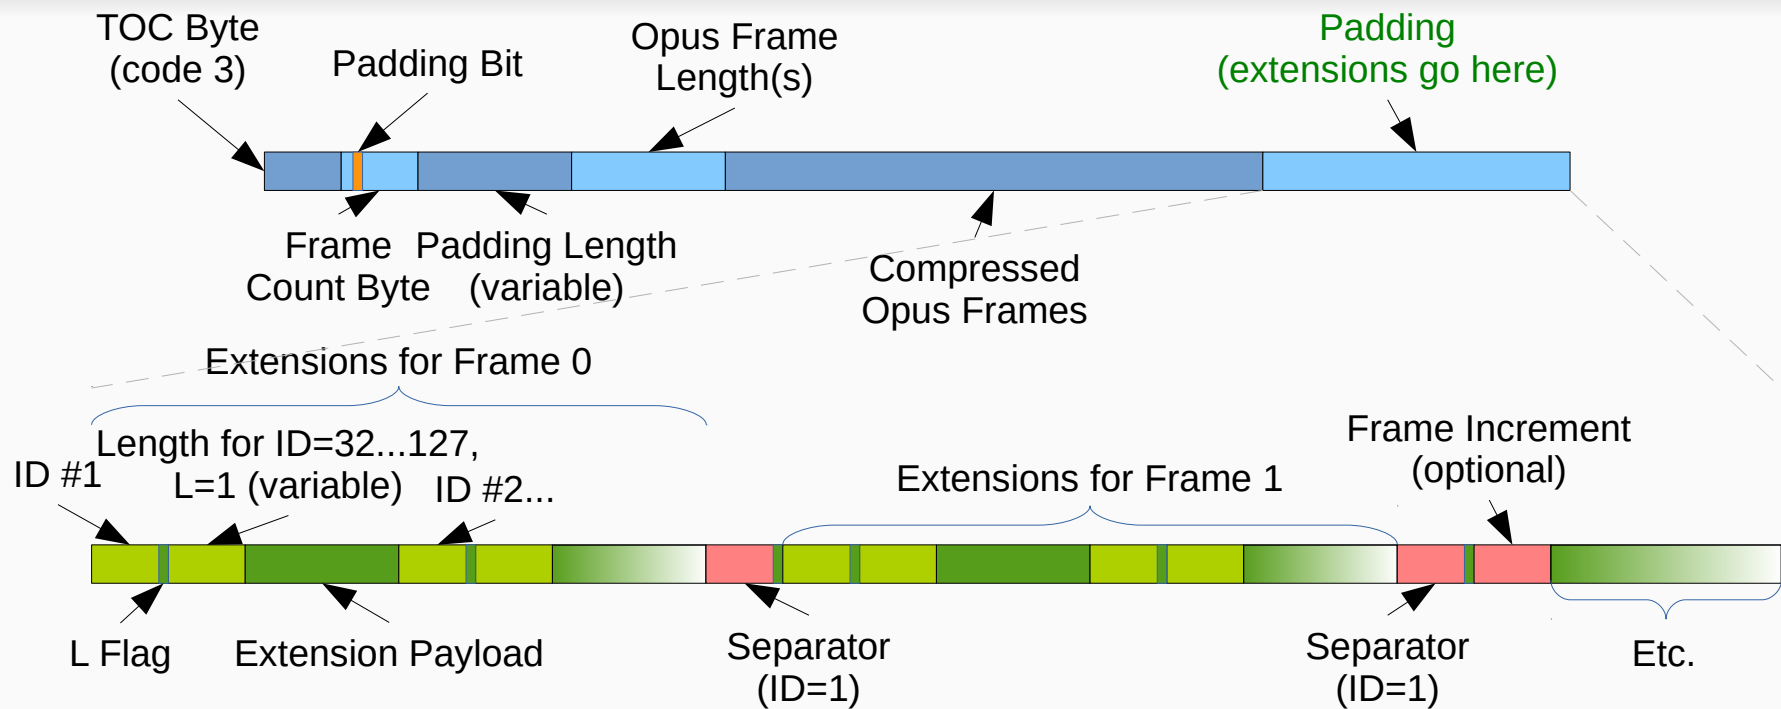 TOC Byte
(code 3)
Padding Bit
Opus Frame
Length(s)
Padding
(extensions go here)
Frame
Count Byte
Padding Length
(variable)
Compressed
Opus Frames
Extensions for Frame 0
Length for ID=32...127,
L=1 (variable)
ID #1
ID #2...
Extensions for Frame 1
Frame Increment
(optional)
L Flag
Extension Payload
Separator
(ID=1)
Separator
(ID=1)
Etc.